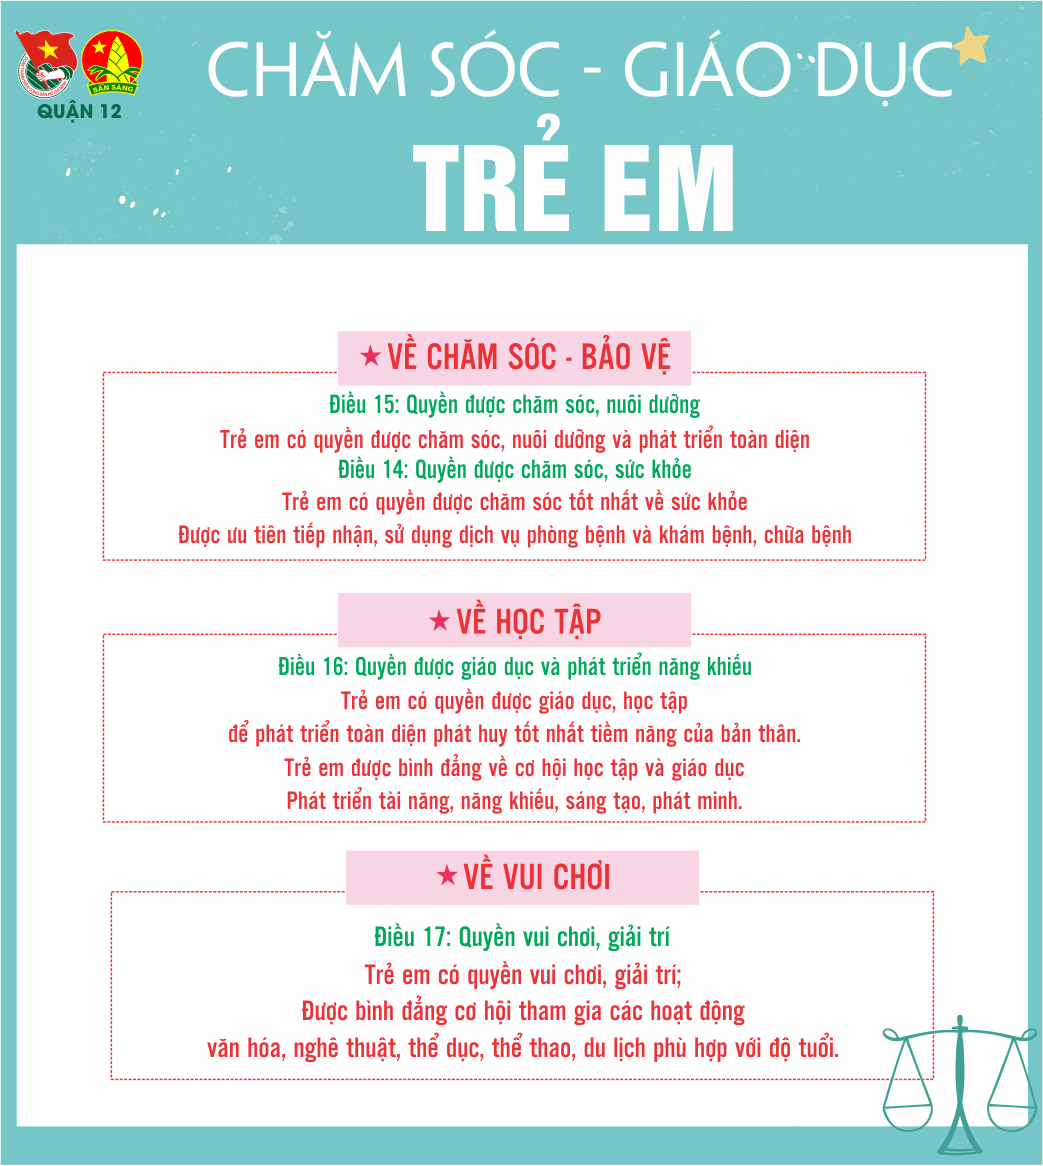 CHĂM SÓC - GIÁO DỤC
SẴN SÀNG
QUẬN 12
TRẺ EM
★ VỀ CHĂM SÓC - BẢO VỆ
Điều 15: Quyền được chăm sóc, nuôi dưỡng
Trẻ em có quyền được chăm sóc, nuôi dưỡng và phát triển toàn diện
Điều 14: Quyền được chăm sóc, sức khỏe
Trẻ em có quyền được chăm sóc tốt nhất về sức khỏe
Được ưu tiên tiếp nhận, sử dụng dịch vụ phòng bệnh và khám bệnh, chữa bệnh
★ VỀ HỌC TẬP
Điều 16: Quyền được giáo dục và phát triển năng khiếu
Trẻ em có quyền được giáo dục, học tập
để phát triển toàn diện phát huy tốt nhất tiềm năng của bản thân.
Trẻ em được bình đẳng về cơ hội học tập và giáo dục
Phát triển tài năng, năng khiếu, sáng tạo, phát minh.
★ VỀ VUI CHƠI
Điều 17: Quyền vui chơi, giải trí
Trẻ em có quyền vui chơi, giải trí;
Được bình đẳng cơ hội tham gia các hoạt động
văn hóa, nghê thuật, thể dục, thể thao, du lịch phù hợp với độ tuổi.